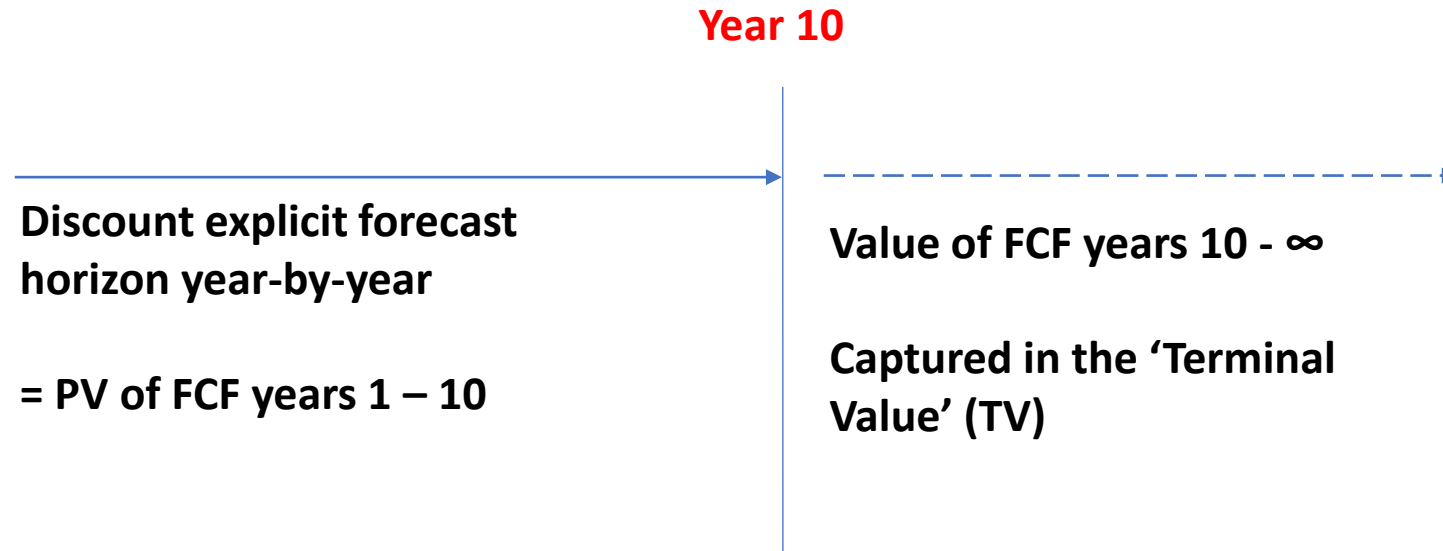 Year 10
Discount explicit forecast
horizon year-by-year
= PV of FCF years 1 – 10
Value of FCF years 10 - ∞
Captured in the ‘Terminal
Value’ (TV)